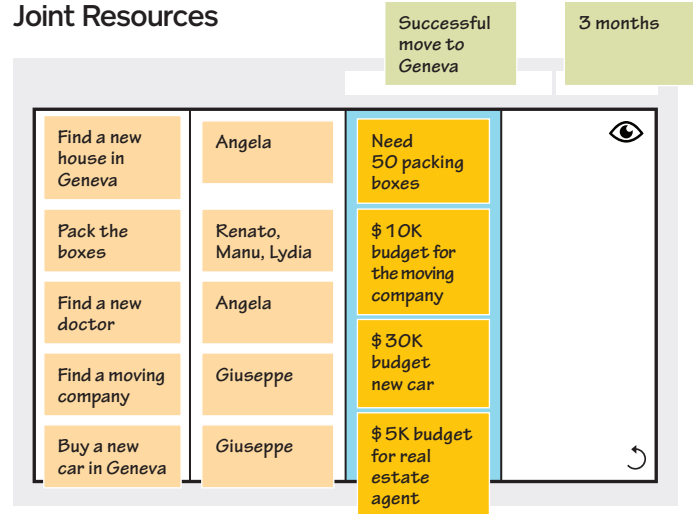 Joint Resources
Successful
move to
Geneva
3 months
Find a new
house in
Geneva
Angela
Need
50 packing
boxes
Pack the
boxes
Renato,
Manu, Lydia
$10K
budget for
the moving
company
Find a new
doctor
Angela
$30K
budget
new car
Find a moving
company
Giuseppe
Buy a new
car in Geneva
Giuseppe
$5K budget
for real
estate
agent